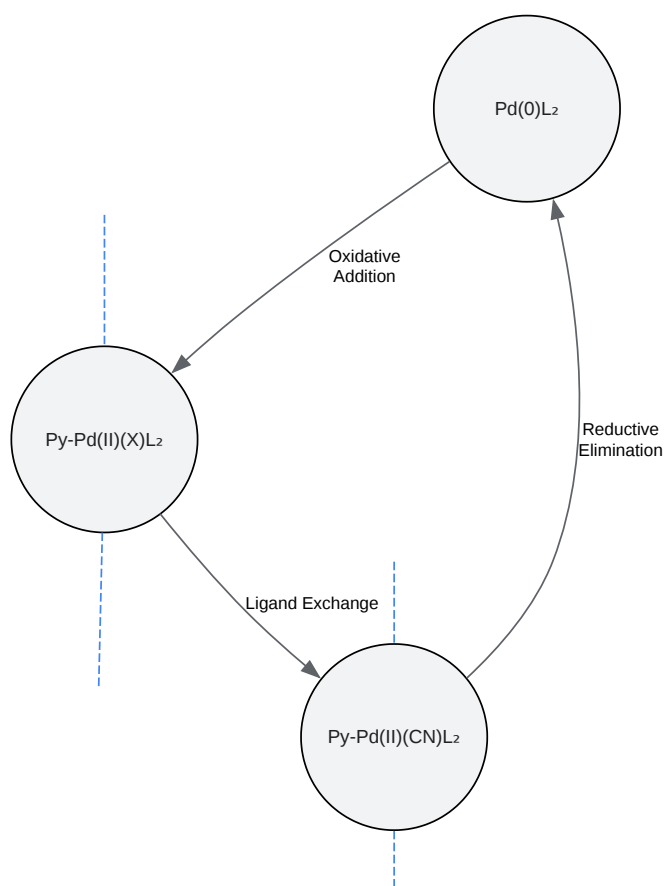 Pd(0)L₂
Oxidative
Addition
Py-Pd(II)(X)L₂
Reductive
Elimination
Ligand Exchange
Py-Pd(II)(CN)L₂